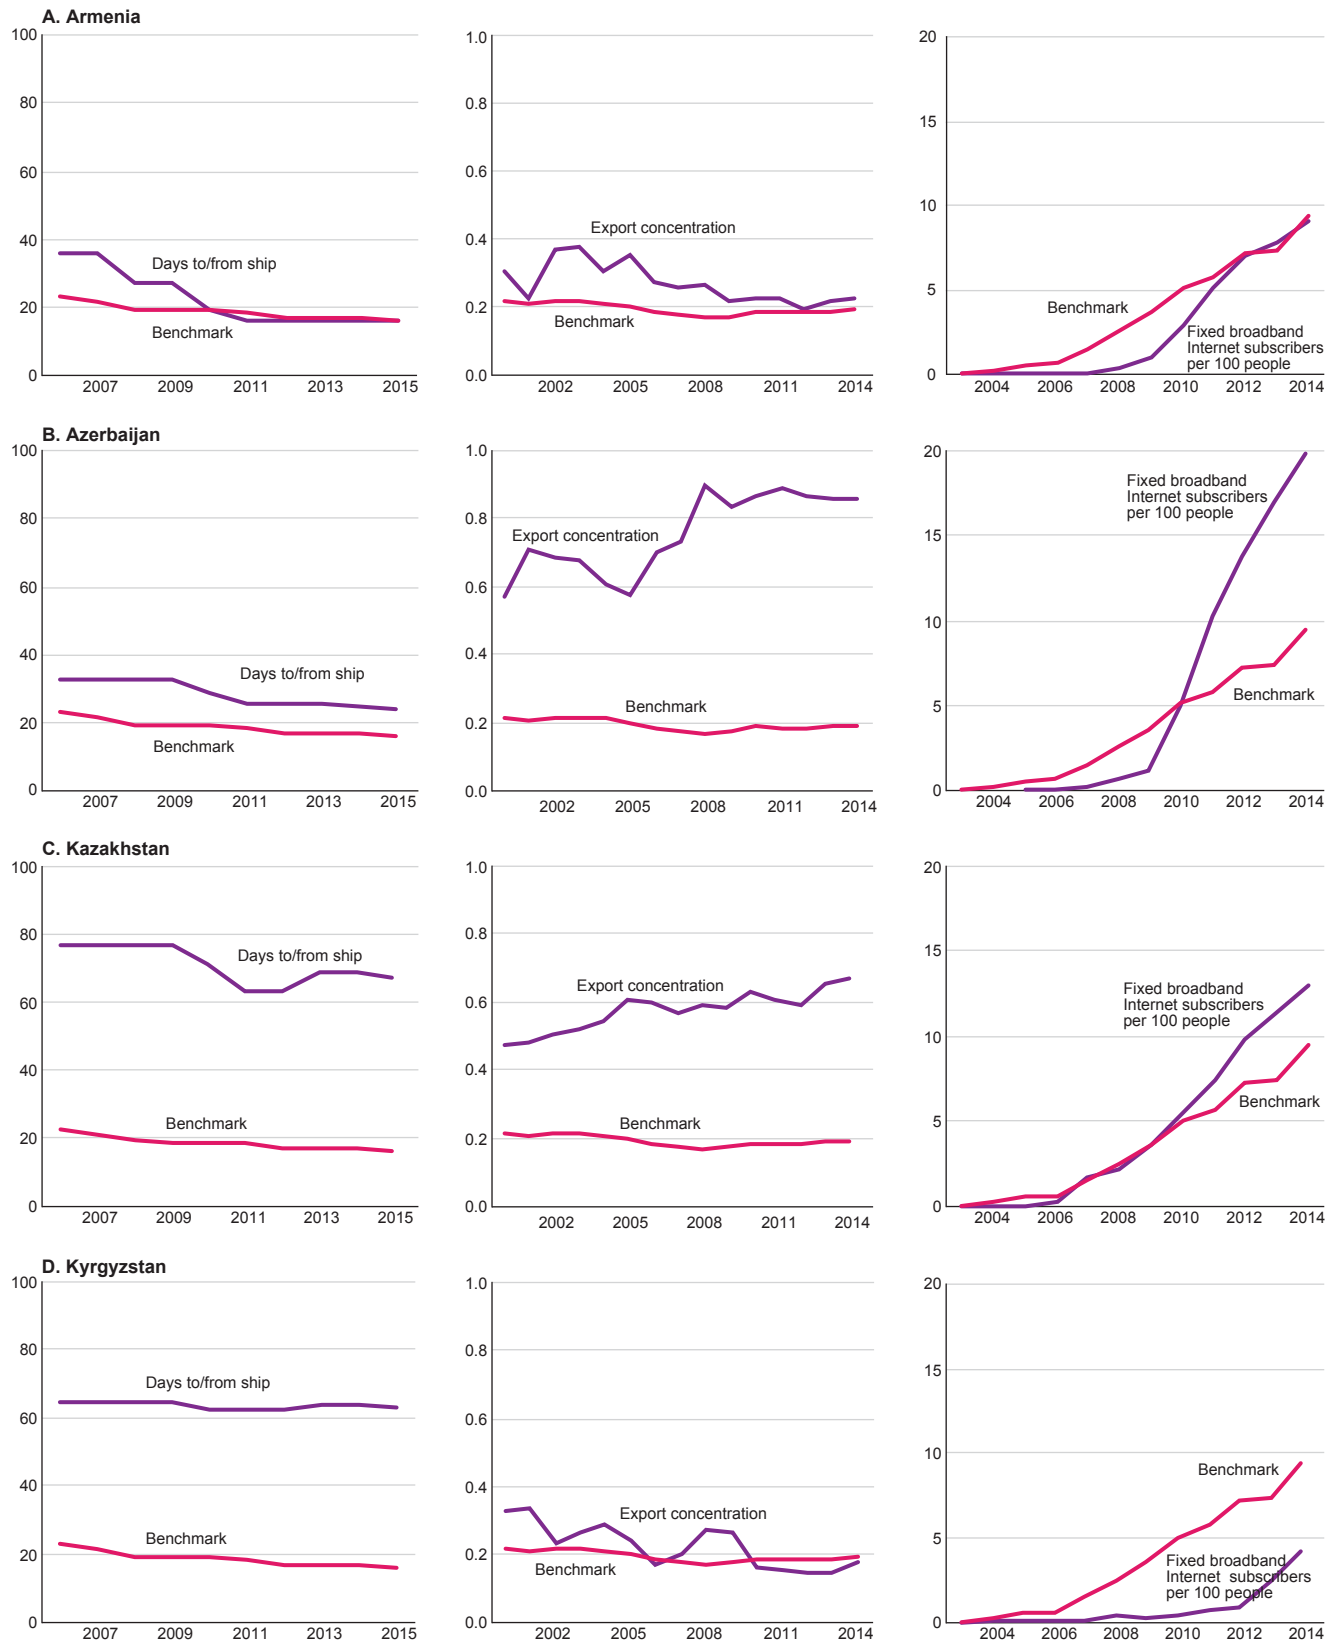 A. Armenia
100
80
60
40
20
0
Days to/from ship
Benchmark
2007 2009 2011 2013 2015
1.0
0.8
0.6
0.4
0.2
0.0
Export concentration
Benchmark
2002 2005 2008 2011 2014
20
15
10
5
0
Benchmark
Fixed broadband
Internet subscribers
per 100 people
2004 2006 2008 2010 2012 2014
B. Azerbaijan
100
80
60
40
20
0
Days to/from ship
Benchmark
2007 2009 2011 2013 2015
1.0
0.8
0.6
0.4
0.2
0.0
Export concentration
Benchmark
2002 2005 2008 2011 2014
20
15
10
5
0
Fixed broadband
Internet subscribers
per 100 people
Benchmark
2004 2006 2008 2010 2012 2014
C. Kazakhstan
100
80
60
40
20
0
Days to/from ship
Benchmark
2007 2009 2011 2013 2015
1.0
0.8
0.6
0.4
0.2
0.0
Export concentration
Benchmark
2002 2005 2008 2011 2014
20
15
10
5
0
Fixed broadband
Internet subscribers
per 100 people
Benchmark
2004 2006 2008 2010 2012 2014
D. Kyrgyzstan
100
80
60
40
20
0
Days to/from ship
Benchmark
2007 2009 2011 2013 2015
1.0
0.8
0.6
0.4
0.2
0.0
Export concentration
Benchmark
2002 2005 2008 2011 2014
20
15
10
5
0
Benchmark
Fixed broadband
Internet subscribers
per 100 people
2004 2006 2008 2010 2012 2014